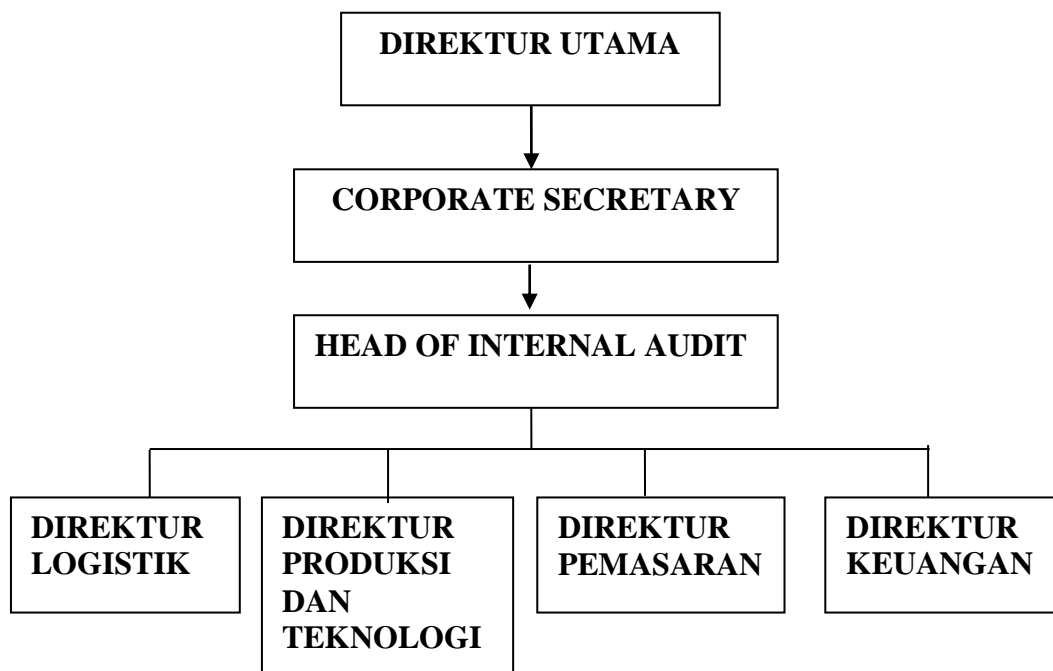 DIREKTUR UTAMA
CORPORATE SECRETARY
HEAD OF INTERNAL AUDIT
DIREKTUR
LOGISTIK
DIREKTUR
PRODUKSI
DAN
TEKNOLOGI
DIREKTUR
PEMASARAN
DIREKTUR
KEUANGAN